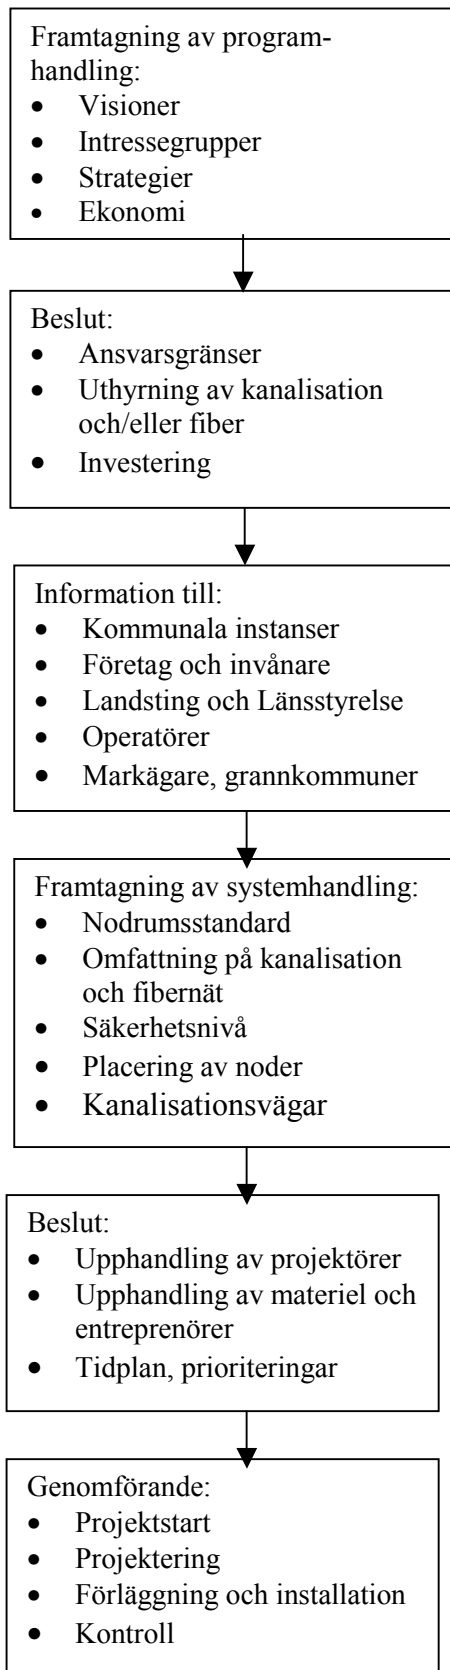 Framtagning av program-
handling:
• Visioner
• Intressegrupper
• Strategier
• Ekonomi
Beslut:
• Ansvarsgränser
• Uthyrning av kanalisation
och/eller fiber
• Investering
Information till:
• Kommunala instanser
• Företag och invånare
• Landsting och Länsstyrelse
• Operatörer
• Markägare, grannkommuner
Framtagning av systemhandling:
• Nodrumsstandard
• Omfattning på kanalisation
och fibernät
• Säkerhetsnivå
• Placering av noder
• Kanalisationsvägar
Beslut:
• Upphandling av projektörer
• Upphandling av materiel och
entreprenörer
• Tidplan, prioriteringar
Genomförande:
• Projektstart
• Projektering
• Förläggning och installation
• Kontroll